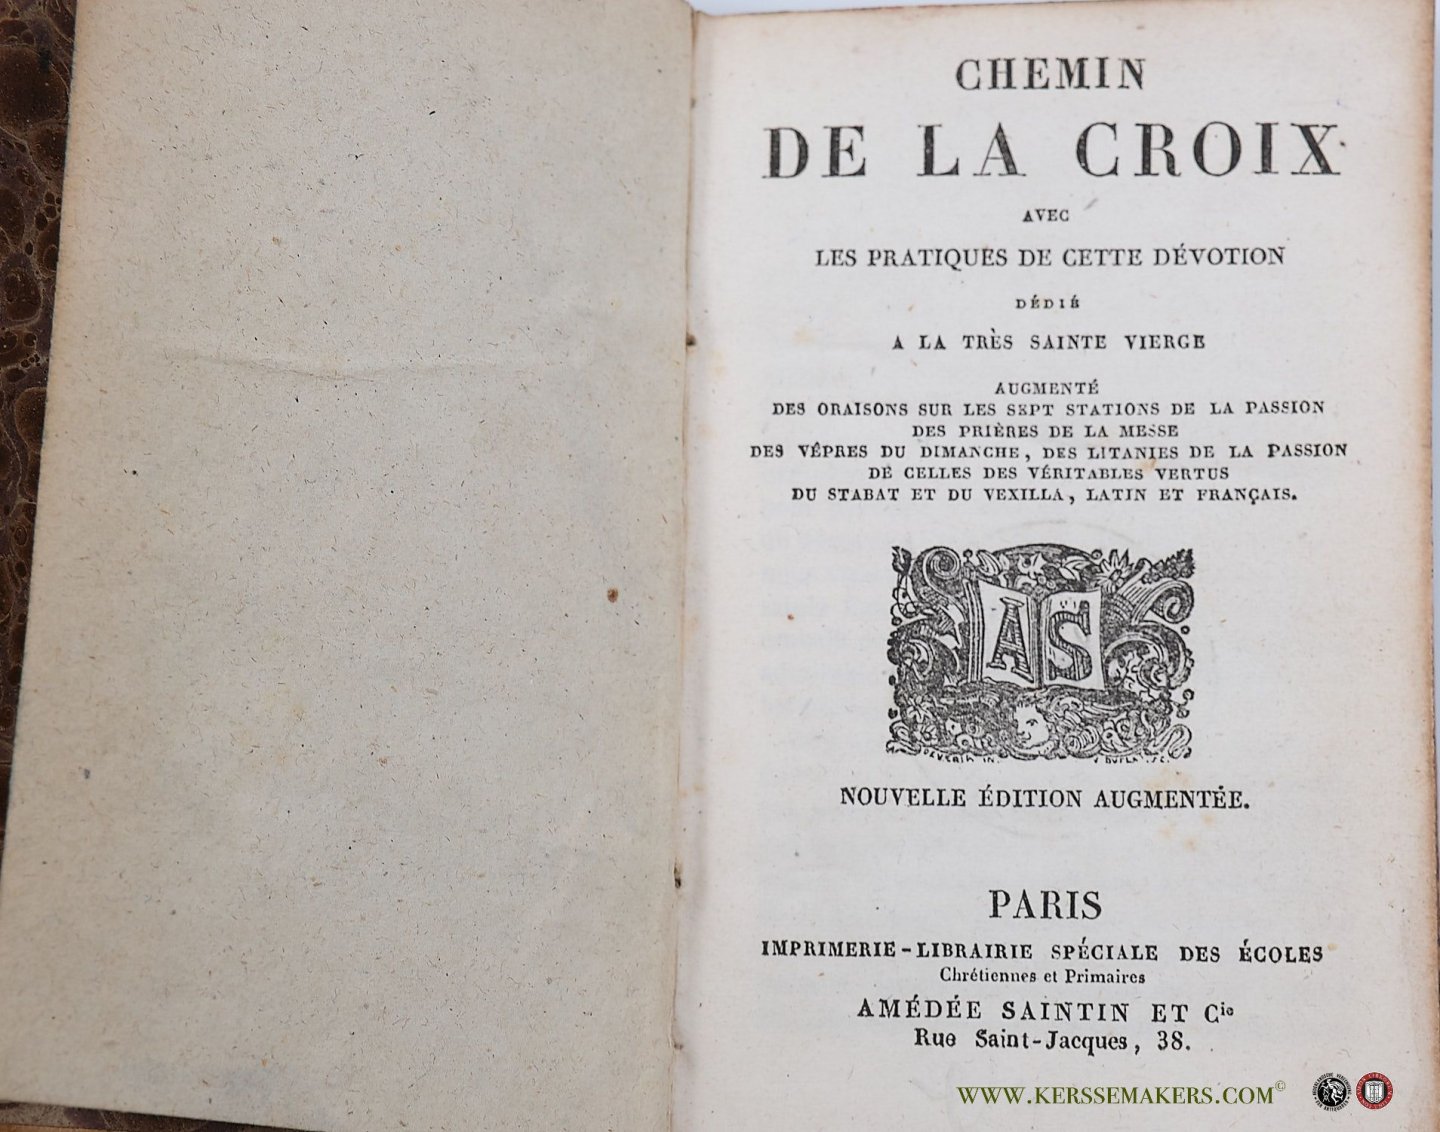 CHEMIN
DE LA CROIX
AVEC
LES PRATIQUES DE CETTE DÉVOTION
DÉDIÉ
A LA TRÈS SAINTE VIERGE
AUGMENTÉ
DES ORAISONS SUR LES SEPT STATIONS DE LA PASSION
DES PRIÈRES DE LA MESSE
DES VÊPRES DU DIMANCHE, DES LITANIES DE LA PASSION
DE CELLES DES VÉRITABLES VERTUS
DU STABAT ET DU VEXILLA, LATIN ET FRANÇAIS.
AS
NOUVELLE ÉDITION AUGMENTÉE.
PARIS
IMPRIMERIE-LIBRAIRIE SPÉCIALE DES ÉCOLES
Chrétiennes et Primaires
AMÉDÉE SAINTIN ET Cie
Rue Saint-Jacques, 38.
WWW.KERSSEMAKERS.COM©